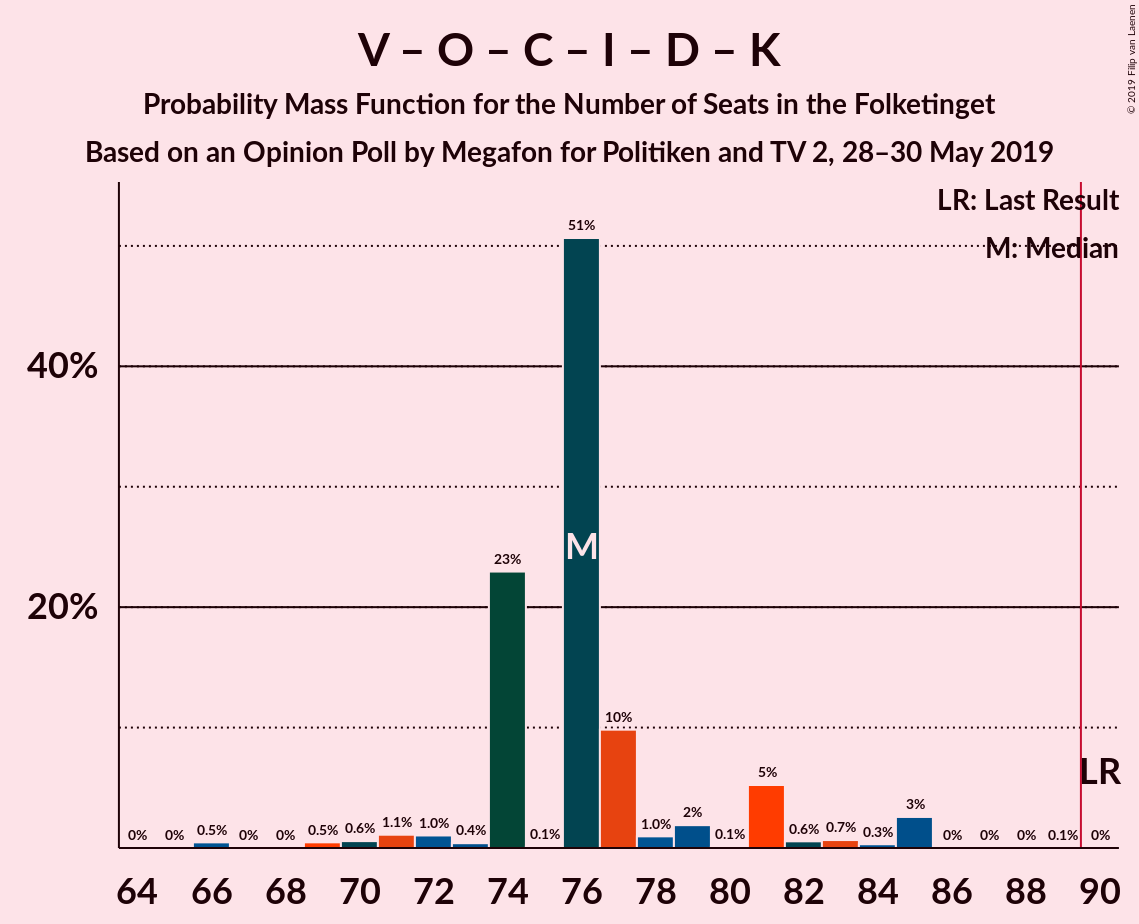 V – O – C – I – D – K
Probability Mass Function for the Number of Seats in the Folketinget
Based on an Opinion Poll by Megafon for Politiken and TV 2, 28–30 May 2019
© 2019 Filip van Laenen
LR: Last Result
M: Median
51%
40%
M
23%
20%
10%
LR
5%
3%
2%
0% 0% 0.5% 0% 0% 0.5% 0.6% 1.1% 1.0% 0.4% 0.1% 1.0% 0.1% 0.6% 0.7% 0.3% 0% 0% 0% 0.1% 0%
64 66 68 70 72 74 76 78 80 82 84 86 88 90